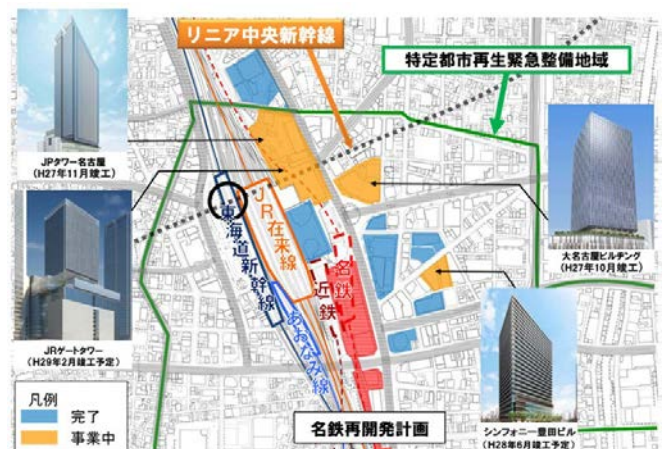 リニア中央新幹線
特定都市再生緊急整備地域
JPタワー名古屋
(H27年11月竣工)
大名古屋ビルヂング
(H27年10月竣工)
JRゲートタワー
(H29年2月竣工予定)
シンフォニー豊田ビル
(H28年6月竣工予定)
東海道新幹線
JR在来線
あおなみ線
近鉄
名鉄
名鉄再開発計画
凡例
完了
事業中